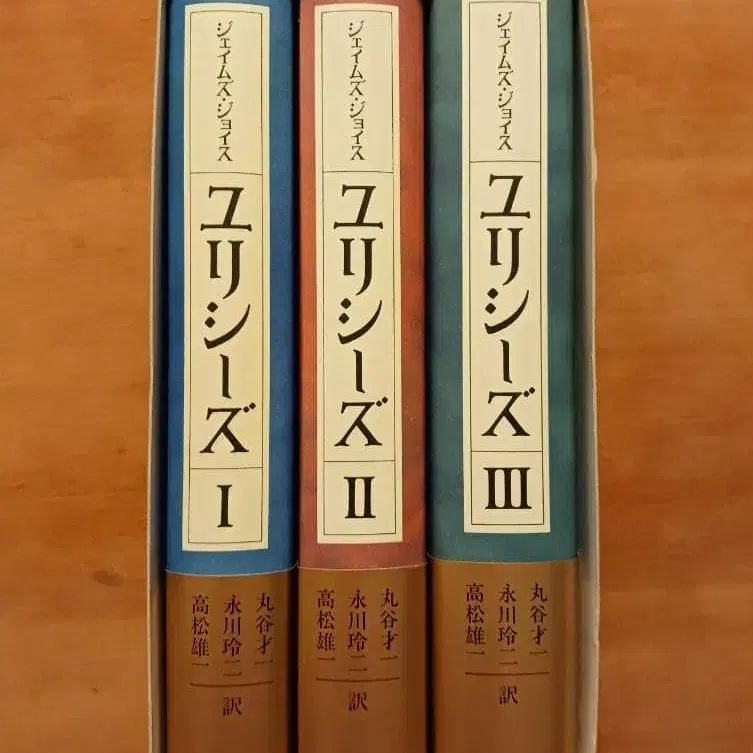 ジェイムズ・ジョイス
ユリシーズ
I
丸谷才一
永川玲二
高松雄一
訳
ジェイムズ・ジョイス
ユリシーズ
II
丸谷才一
永川玲二
高松雄一
訳
ジェイムズ・ジョイス
ユリシーズ
III
丸谷才一
永川玲二
高松雄一
訳